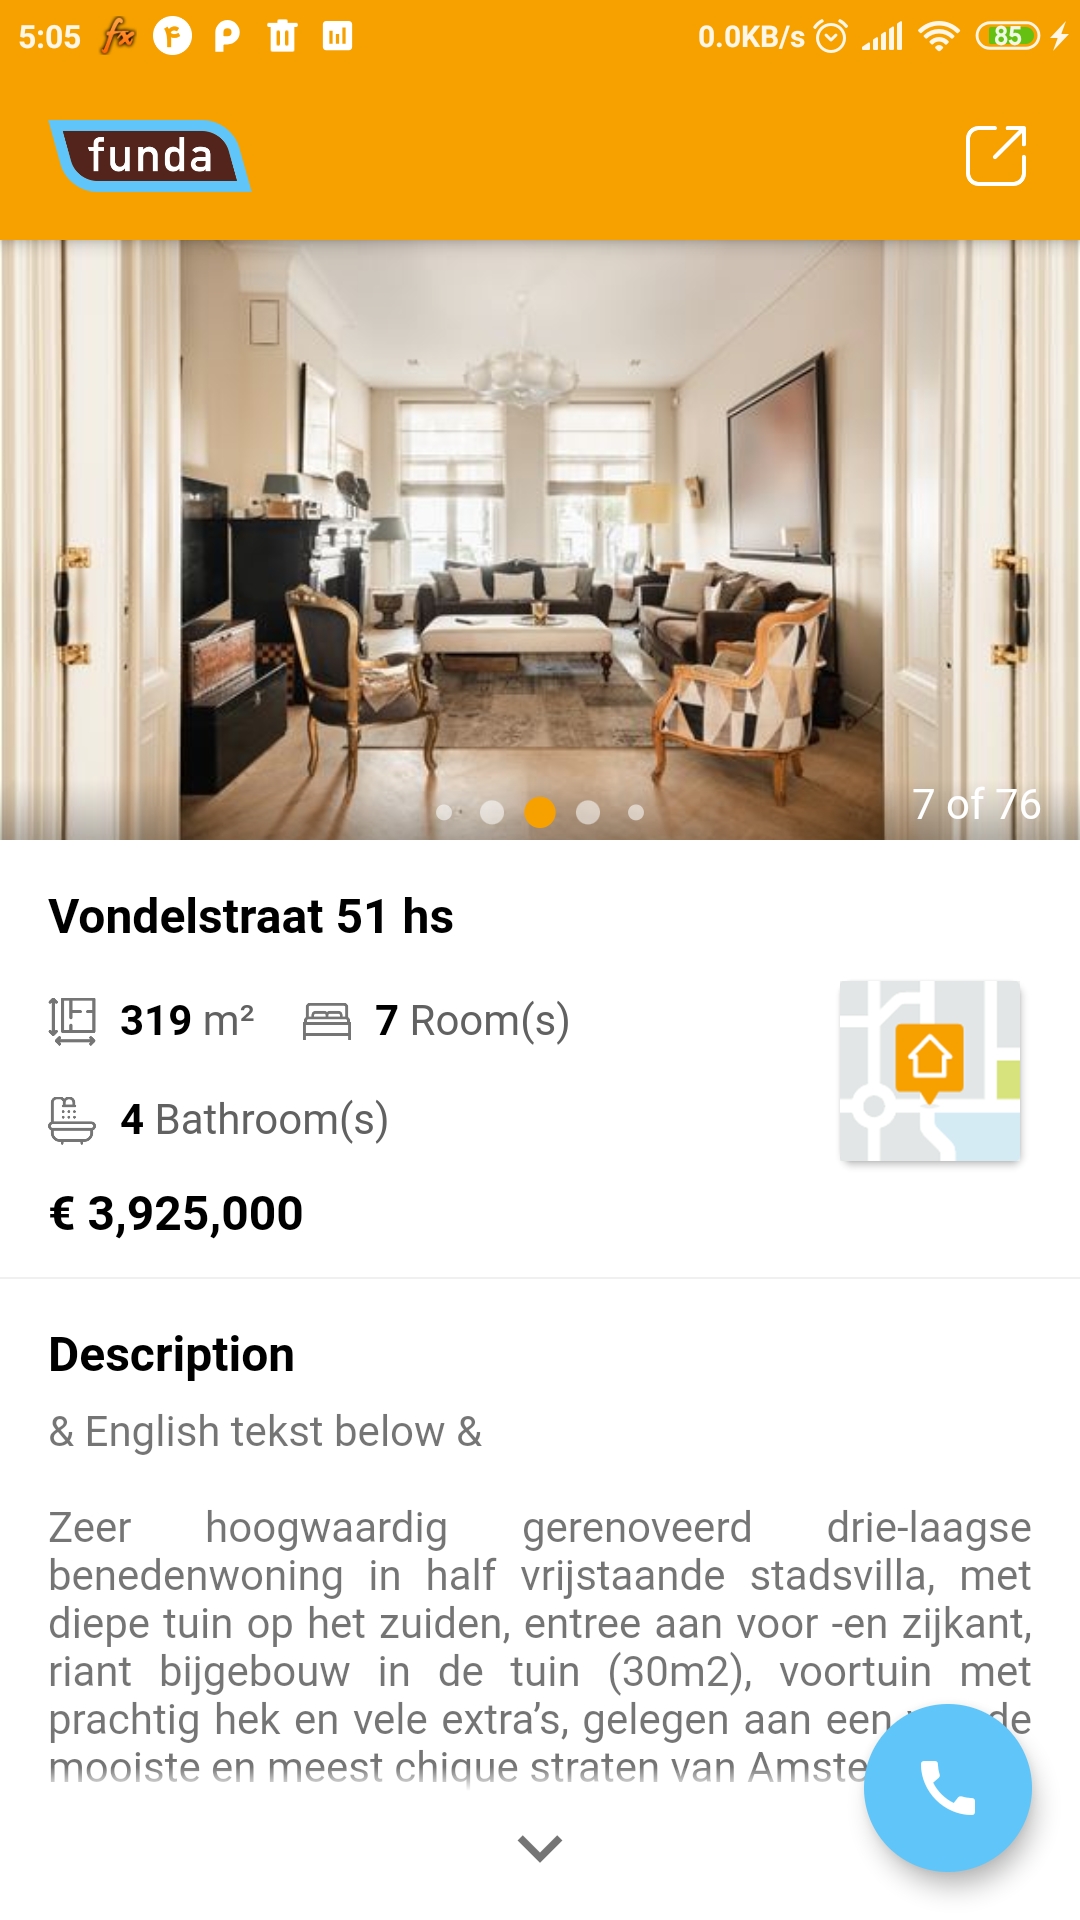 5:05
0.0KB/s
85
funda
7 of 76
Vondelstraat 51 hs
319 m²
7 Room(s)
4 Bathroom(s)
€ 3,925,000
Description
& English tekst below &
Zeer hoogwaardig gerenoveerd drie-laagse
benedenwoning in half vrijstaande stadsvilla, met
diepe tuin op het zuiden, entree aan voor -en zijkant,
riant bijgebouw in de tuin (30m2), voortuin met
prachtig hek en vele extra’s, gelegen aan een de
mooiste en meest chique straten van